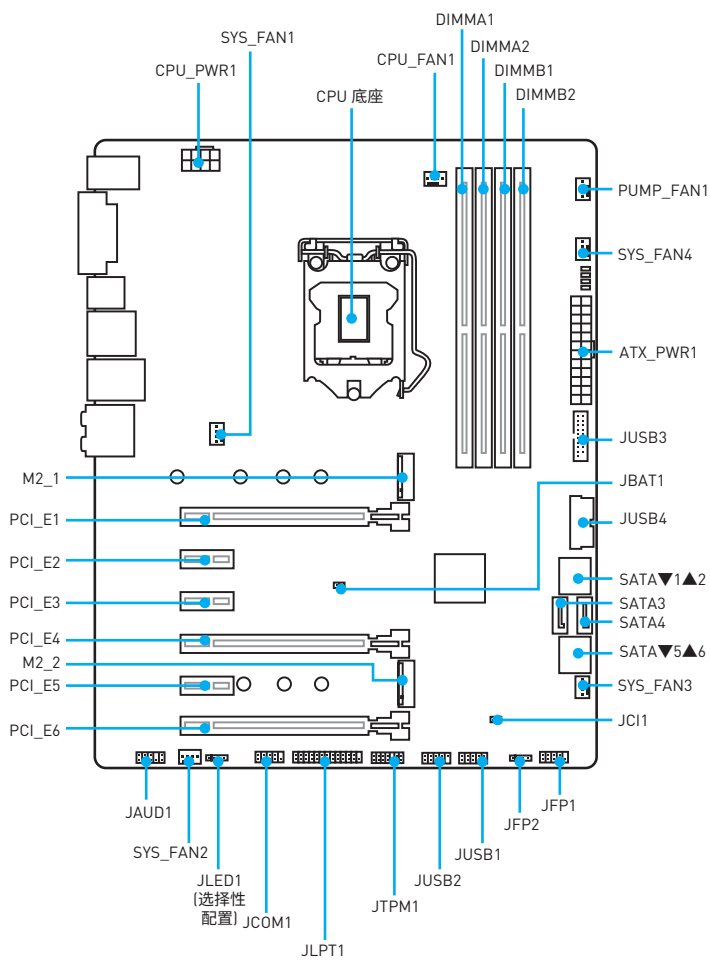 DIMMA1
SYS_FAN1
DIMMA2
CPU_FAN1
CPU_PWR1
DIMMB1
CPU 底座
DIMMB2
PUMP_FAN1
SYS_FAN4
ATX_PWR1
JUSB3
M2_1
JBAT1
PCI_E1
JUSB4
PCI_E2
SATA▼1▲2
PCI_E3
SATA3
SATA4
PCI_E4
SATA▼5▲6
M2_2
PCI_E5
SYS_FAN3
PCI_E6
JCI1
JAUD1
JFP1
JFP2
SYS_FAN2
JUSB1
JLED1
(选择性
配置)
JUSB2
JTPM1
JCOM1
JLPT1